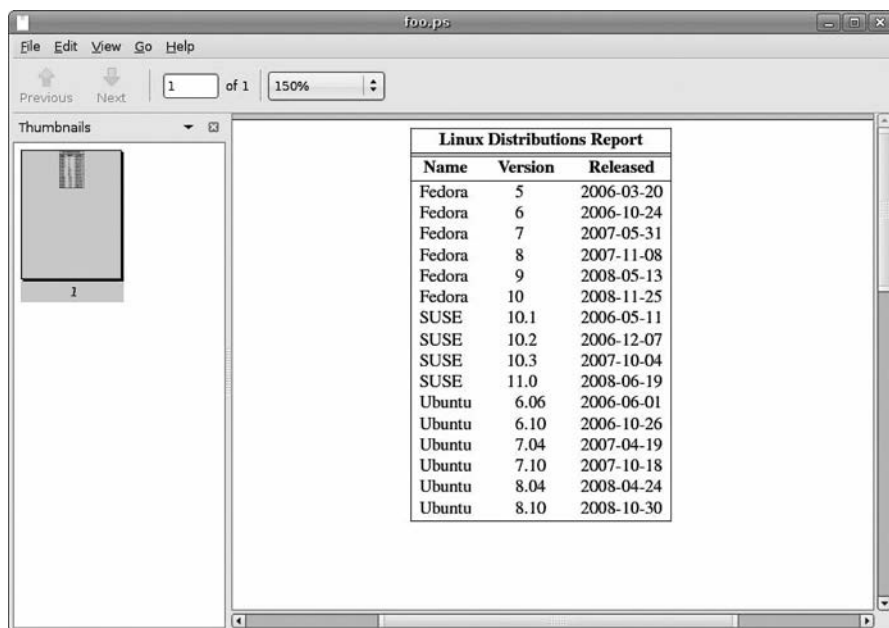 foo.ps
File Edit View Go Help
Previous Next 1 of 1 150%
Thumbnails
1
Linux Distributions Report
Name Version Released
Fedora 5 2006-03-20
Fedora 6 2006-10-24
Fedora 7 2007-05-31
Fedora 8 2007-11-08
Fedora 9 2008-05-13
Fedora 10 2008-11-25
SUSE 10.1 2006-05-11
SUSE 10.2 2006-12-07
SUSE 10.3 2007-10-04
SUSE 11.0 2008-06-19
Ubuntu 6.06 2006-06-01
Ubuntu 6.10 2006-10-26
Ubuntu 7.04 2007-04-19
Ubuntu 7.10 2007-10-18
Ubuntu 8.04 2008-04-24
Ubuntu 8.10 2008-10-30